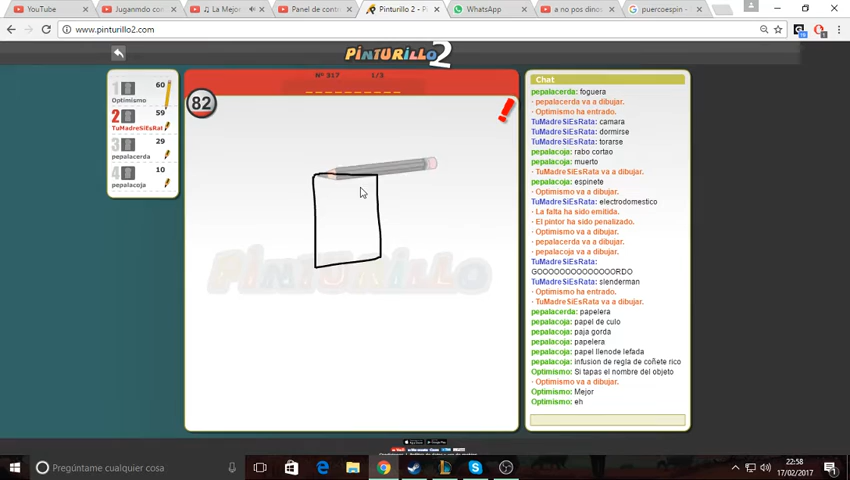 YouTube
Juganmdo con
La Mejor
Panel de contr
Pinturillo 2 - Pi
WhatsApp
a no pos dinos
puercoespin -
www.pinturillo2.com
PINTURILLO 2
Nº 317 1/3
82
1 60
Optimismo
2 59
TuMadreSiEsRat
3 29
pepalacerda
4 10
pepalacoja
PINTURILLO
Chat
pepalacerda: foguera
· pepalacerda va a dibujar.
· Optimismo ha entrado.
TuMadreSiEsRata: camara
TuMadreSiEsRata: dormirse
TuMadreSiEsRata: torarse
pepalacoja: rabo cortao
pepalacoja: muerto
· TuMadreSiEsRata va a dibujar.
pepalacoja: espinete
· Optimismo va a dibujar.
TuMadreSiEsRata: electrodomestico
· La falta ha sido emitida.
· El pintor ha sido penalizado.
· Optimismo va a dibujar.
· pepalacerda va a dibujar.
· pepalacoja va a dibujar.
TuMadreSiEsRata:
GOOOOOOOOOOOOOORDO
TuMadreSiEsRata: slenderman
· Optimismo ha entrado.
· TuMadreSiEsRata va a dibujar.
pepalacerda: papelera
pepalacoja: papel de culo
pepalacoja: paja gorda
pepalacoja: papelera
pepalacoja: papel llenode lefada
pepalacoja: infusion de regla de coñete rico
Optimismo: Si tapas el nombre del objeto
· Optimismo va a dibujar.
Optimismo: Mejor
Optimismo: eh
Pregúntame cualquier cosa
22:58
17/02/2017